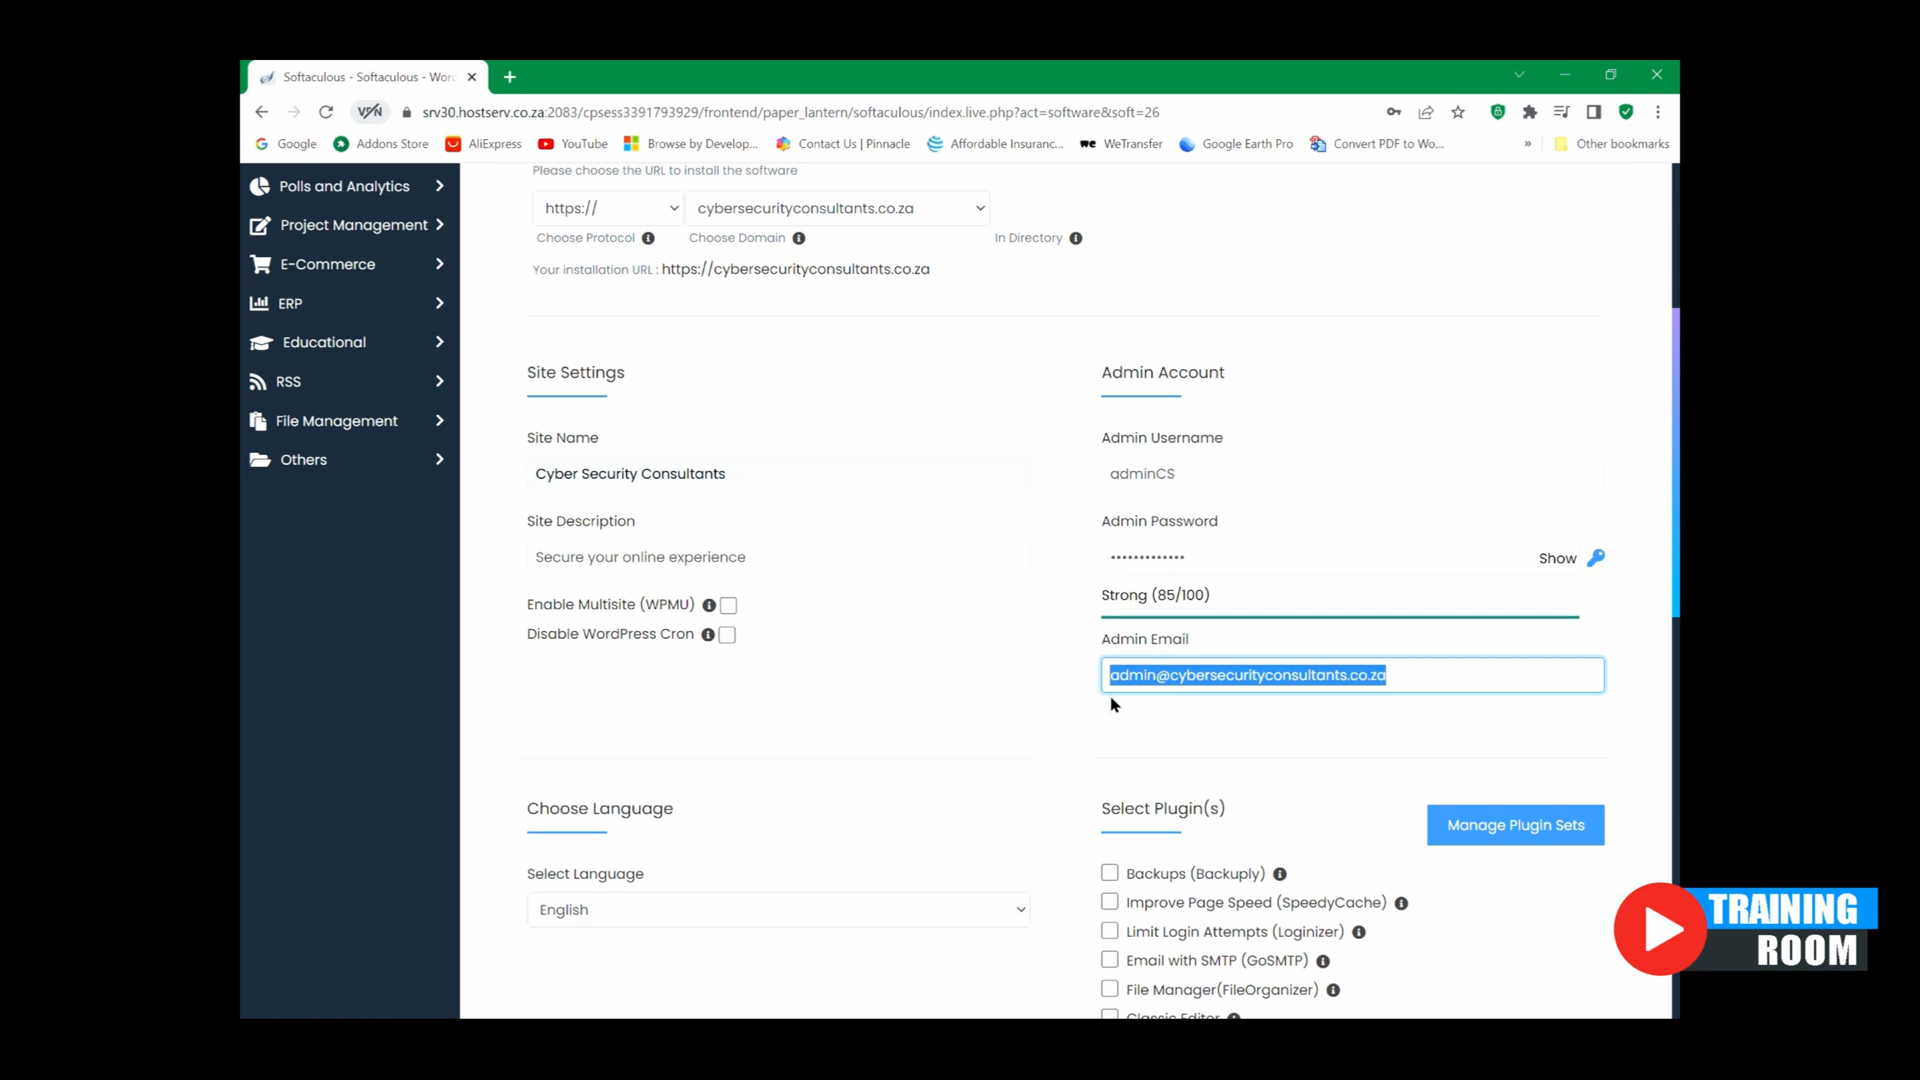 Softaculous - Softaculous - Wor
VPN
srv30.hostserv.co.za:2083/cpsess3391793929/frontend/paper_lantern/softaculous/index.live.php?act=software&soft=26
Google
Addons Store
AliExpress
YouTube
Browse by Develop...
Contact Us | Pinnacle
Affordable Insuranc...
we
WeTransfer
Google Earth Pro
Convert PDF to Wo...
»
Other bookmarks
Polls and Analytics
Project Management
E-Commerce
ERP
Educational
RSS
File Management
Others
Please choose the URL to install the software
https://
cybersecurityconsultants.co.za
Choose Protocol
Choose Domain
In Directory
Your installation URL : https://cybersecurityconsultants.co.za
Site Settings
Site Name
Cyber Security Consultants
Site Description
Secure your online experience
Enable Multisite (WPMU)
Disable WordPress Cron
Admin Account
Admin Username
adminCS
Admin Password
•••••••••••••
Show
Strong (85/100)
Admin Email
admin@cybersecurityconsultants.co.za
Choose Language
Select Language
English
Select Plugin(s)
Manage Plugin Sets
Backups (Backuply)
Improve Page Speed (SpeedyCache)
Limit Login Attempts (Loginizer)
Email with SMTP (GoSMTP)
File Manager(FileOrganizer)
Classic Editor
TRAINING
ROOM